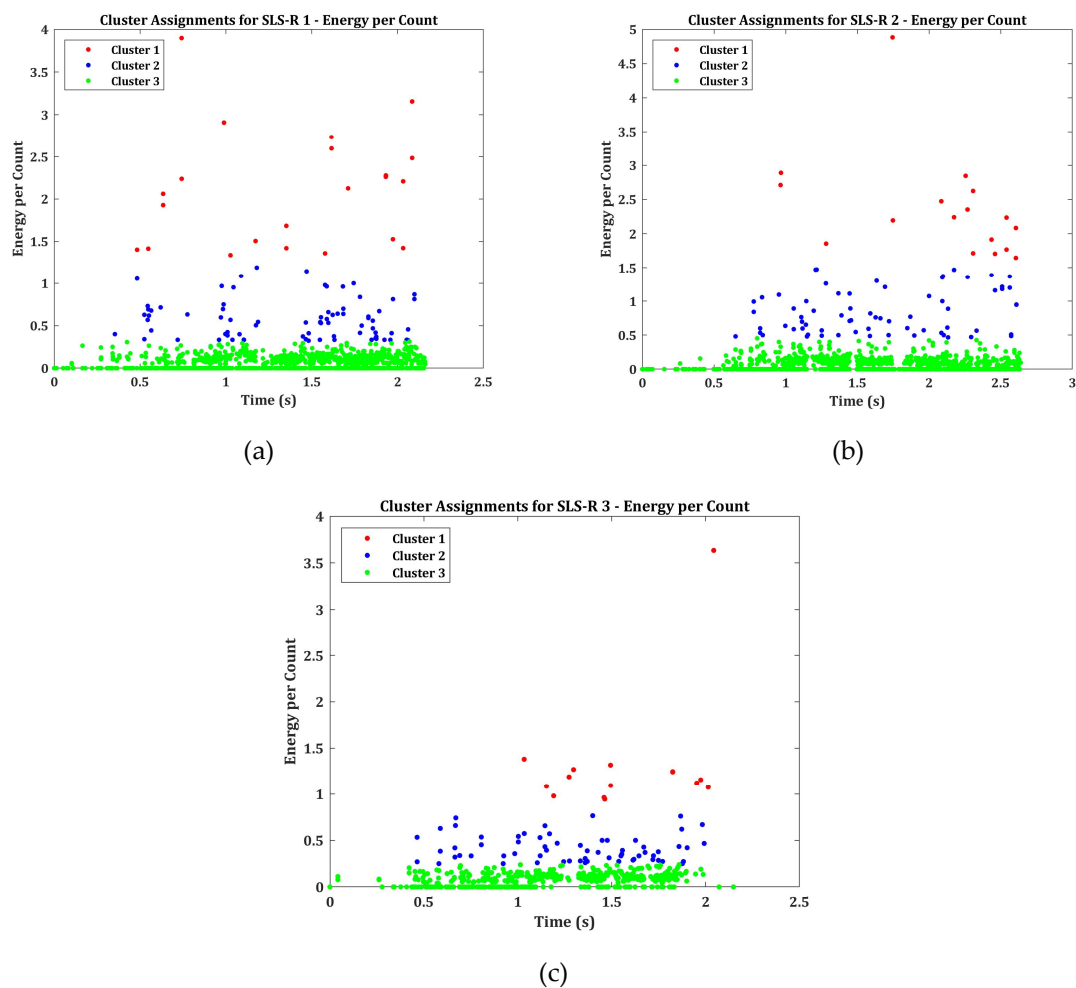 Cluster Assignments for SLS-R 1 - Energy per Count
4
3.5
3
2.5
2
1.5
1
0.5
0
Energy per Count
Cluster 1
Cluster 2
Cluster 3
0 0.5 1 1.5 2 2.5
Time (s)
(a)
Cluster Assignments for SLS-R 2 - Energy per Count
5
4.5
4
3.5
3
2.5
2
1.5
1
0.5
0
Energy per Count
Cluster 1
Cluster 2
Cluster 3
0 0.5 1 1.5 2 2.5 3
Time (s)
(b)
Cluster Assignments for SLS-R 3 - Energy per Count
4
3.5
3
2.5
2
1.5
1
0.5
0
Energy per Count
Cluster 1
Cluster 2
Cluster 3
0 0.5 1 1.5 2 2.5
Time (s)
(c)